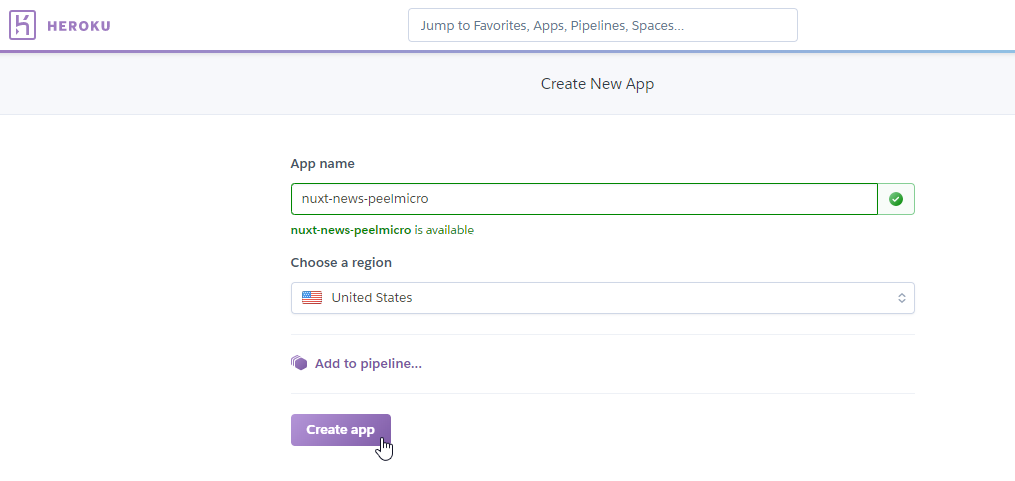 HEROKU
Jump to Favorites, Apps, Pipelines, Spaces...
Create New App
App name
nuxt-news-peelmicro
nuxt-news-peelmicro is available
Choose a region
United States
Add to pipeline...
Create app